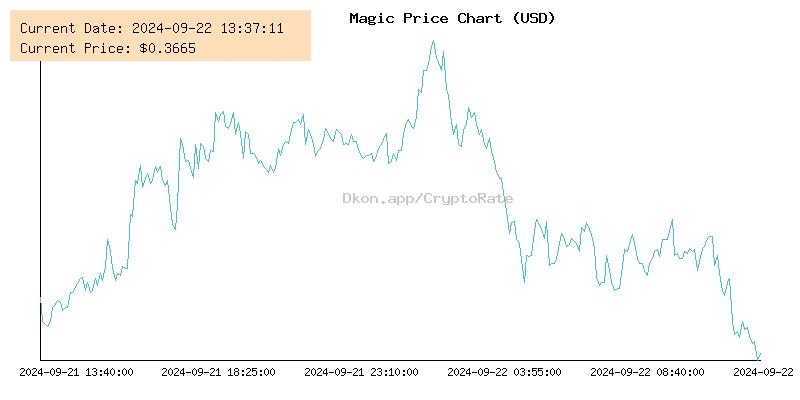 Magic Price Chart (USD)
Current Date: 2024-09-22 13:37:11
Current Price: $0.3665
Dkon.app/CryptoRate
2024-09-21 13:40:00 2024-09-21 18:25:00 2024-09-21 23:10:00 2024-09-22 03:55:00 2024-09-22 08:40:00 2024-09-22